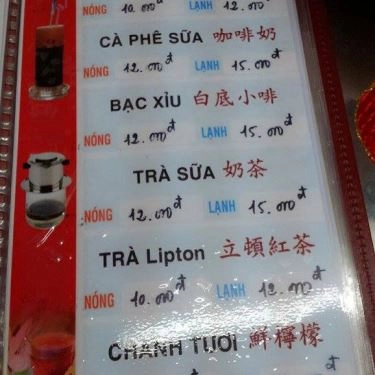 NÓNG 10.000đ LẠNH 12.000đ
CÀ PHÊ SỮA 咖啡奶
NÓNG 12.000đ LẠNH 15.000đ
BẠC XỈU 白底小啡
NÓNG 12.000đ LẠNH 15.000đ
TRÀ SỮA 奶茶
NÓNG 12.000đ LẠNH 15.000đ
TRÀ Lipton 立頓紅茶
NÓNG 10.000đ LẠNH 12.000đ
CHANH TƯƠI 鮮檸檬